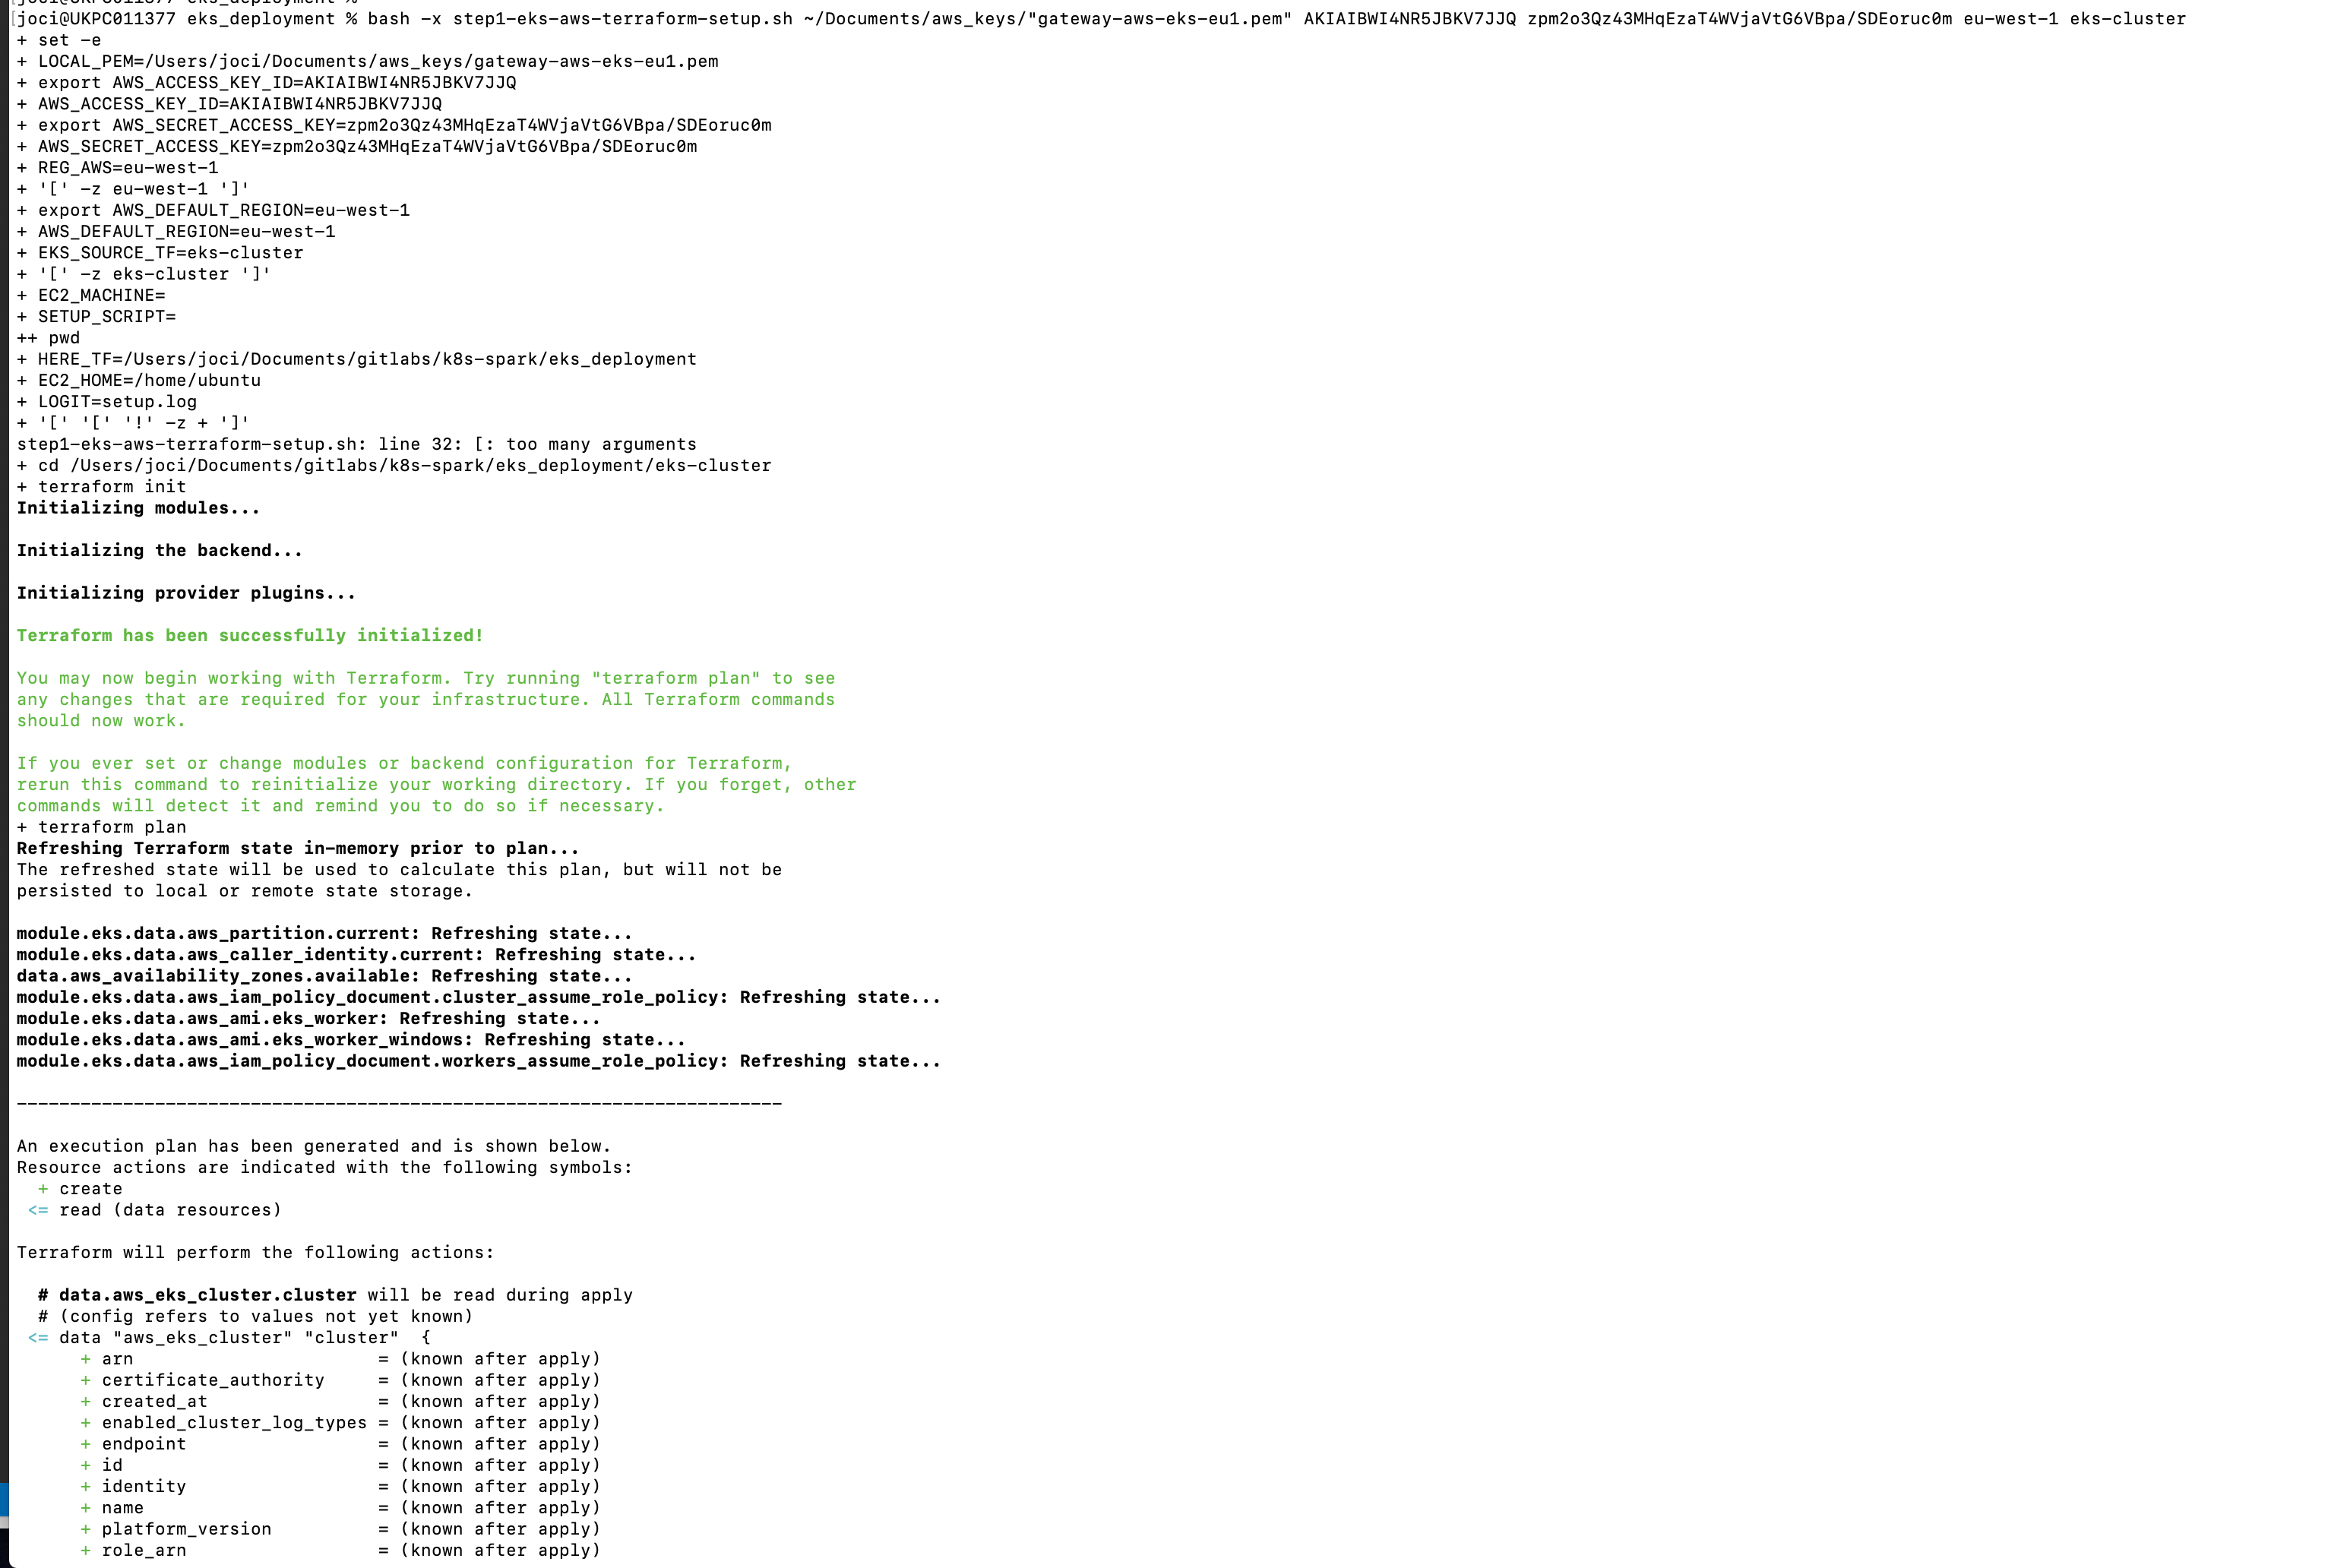 [joci@UKPC011377 eks_deployment %
[joci@UKPC011377 eks_deployment % bash -x step1-eks-aws-terraform-setup.sh ~/Documents/aws_keys/"gateway-aws-eks-eu1.pem" AKIAIBWI4NR5JBKV7JJQ zpm2o3Qz43MHqEzaT4WVjaVtG6VBpa/SDEoruc0m eu-west-1 eks-cluster
+ set -e
+ LOCAL_PEM=/Users/joci/Documents/aws_keys/gateway-aws-eks-eu1.pem
+ export AWS_ACCESS_KEY_ID=AKIAIBWI4NR5JBKV7JJQ
+ AWS_ACCESS_KEY_ID=AKIAIBWI4NR5JBKV7JJQ
+ export AWS_SECRET_ACCESS_KEY=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
+ AWS_SECRET_ACCESS_KEY=zpm2o3Qz43MHqEzaT4WVjaVtG6VBpa/SDEoruc0m
+ REG_AWS=eu-west-1
+ '[' -z eu-west-1 ']'
+ export AWS_DEFAULT_REGION=eu-west-1
+ AWS_DEFAULT_REGION=eu-west-1
+ EKS_SOURCE_TF=eks-cluster
+ '[' -z eks-cluster ']'
+ EC2_MACHINE=
+ SETUP_SCRIPT=
++ pwd
+ HERE_TF=/Users/joci/Documents/gitlabs/k8s-spark/eks_deployment
+ EC2_HOME=/home/ubuntu
+ LOGIT=setup.log
+ '[' '[' '!' -z + ']'
step1-eks-aws-terraform-setup.sh: line 32: [: too many arguments
+ cd /Users/joci/Documents/gitlabs/k8s-spark/eks_deployment/eks-cluster
+ terraform init
Initializing modules...
Initializing the backend...
Initializing provider plugins...
Terraform has been successfully initialized!
You may now begin working with Terraform. Try running "terraform plan" to see
any changes that are required for your infrastructure. All Terraform commands
should now work.
If you ever set or change modules or backend configuration for Terraform,
rerun this command to reinitialize your working directory. If you forget, other
commands will detect it and remind you to do so if necessary.
+ terraform plan
Refreshing Terraform state in-memory prior to plan...
The refreshed state will be used to calculate this plan, but will not be
persisted to local or remote state storage.
module.eks.data.aws_partition.current: Refreshing state...
module.eks.data.aws_caller_identity.current: Refreshing state...
data.aws_availability_zones.available: Refreshing state...
module.eks.data.aws_iam_policy_document.cluster_assume_role_policy: Refreshing state...
module.eks.data.aws_ami.eks_worker: Refreshing state...
module.eks.data.aws_ami.eks_worker_windows: Refreshing state...
module.eks.data.aws_iam_policy_document.workers_assume_role_policy: Refreshing state...
------------------------------------------------------------------------
An execution plan has been generated and is shown below.
Resource actions are indicated with the following symbols:
+ create
<= read (data resources)
Terraform will perform the following actions:
# data.aws_eks_cluster.cluster will be read during apply
# (config refers to values not yet known)
<= data "aws_eks_cluster" "cluster" {
+ arn = (known after apply)
+ certificate_authority = (known after apply)
+ created_at = (known after apply)
+ enabled_cluster_log_types = (known after apply)
+ endpoint = (known after apply)
+ id = (known after apply)
+ identity = (known after apply)
+ name = (known after apply)
+ platform_version = (known after apply)
+ role_arn = (known after apply)